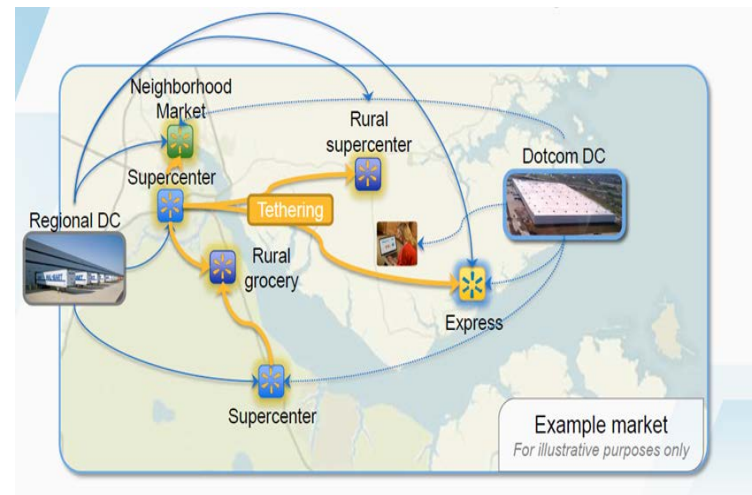 Neighborhood
Market
Rural
supercenter
Dotcom DC
Supercenter
Tethering
Regional DC
Rural
grocery
Express
Supercenter
Example market
For illustrative purposes only